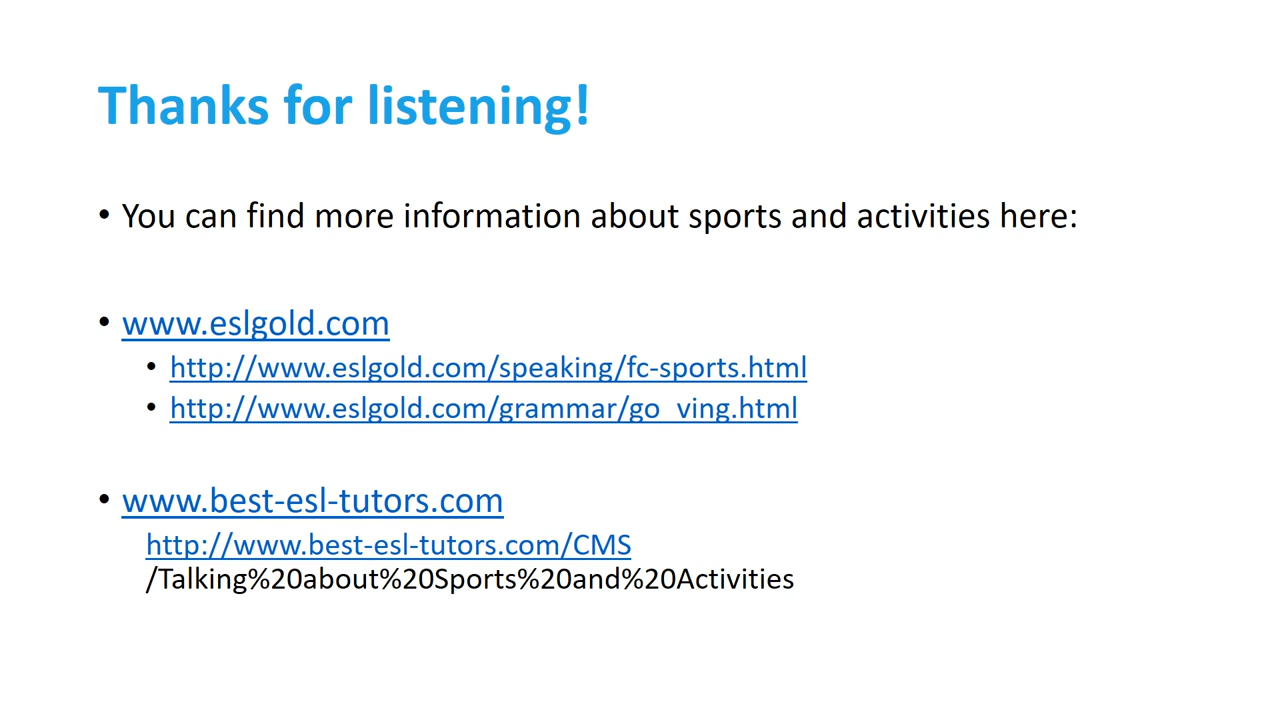 Thanks for listening!
• You can find more information about sports and activities here:
• www.eslgold.com
• http://www.eslgold.com/speaking/fc-sports.html
• http://www.eslgold.com/grammar/go_ving.html
• www.best-esl-tutors.com
http://www.best-esl-tutors.com/CMS
/Talking%20about%20Sports%20and%20Activities